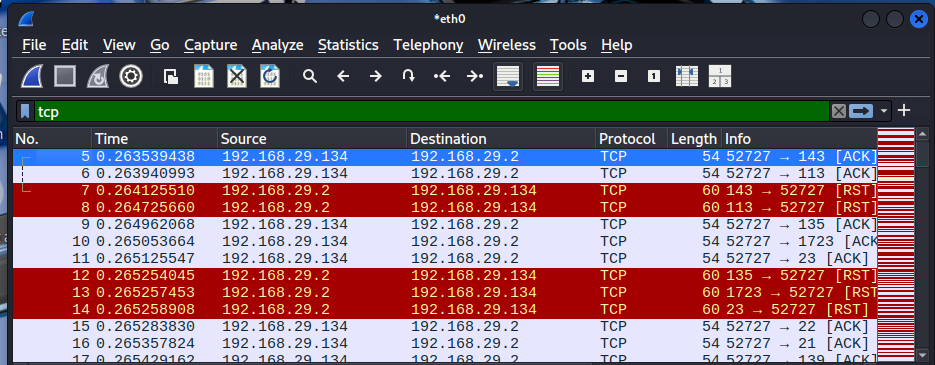 *eth0
File Edit View Go Capture Analyze Statistics Telephony Wireless Tools Help
tcp
No. Time Source Destination Protocol Length Info
5 0.263539438 192.168.29.134 192.168.29.2 TCP 54 52727 → 143 [ACK]
6 0.263940993 192.168.29.134 192.168.29.2 TCP 54 52727 → 113 [ACK]
7 0.264125510 192.168.29.2 192.168.29.134 TCP 60 143 → 52727 [RST]
8 0.264725660 192.168.29.2 192.168.29.134 TCP 60 113 → 52727 [RST]
9 0.264962068 192.168.29.134 192.168.29.2 TCP 54 52727 → 135 [ACK]
10 0.265053664 192.168.29.134 192.168.29.2 TCP 54 52727 → 1723 [ACK
11 0.265125547 192.168.29.134 192.168.29.2 TCP 54 52727 → 23 [ACK]
12 0.265254045 192.168.29.2 192.168.29.134 TCP 60 135 → 52727 [RST]
13 0.265257453 192.168.29.2 192.168.29.134 TCP 60 1723 → 52727 [RST
14 0.265258908 192.168.29.2 192.168.29.134 TCP 60 23 → 52727 [RST]
15 0.265283830 192.168.29.134 192.168.29.2 TCP 54 52727 → 22 [ACK]
16 0.265357824 192.168.29.134 192.168.29.2 TCP 54 52727 → 21 [ACK]
17 0.265429162 192.168.29.134 192.168.29.2 TCP 54 52727 → 139 [ACK]